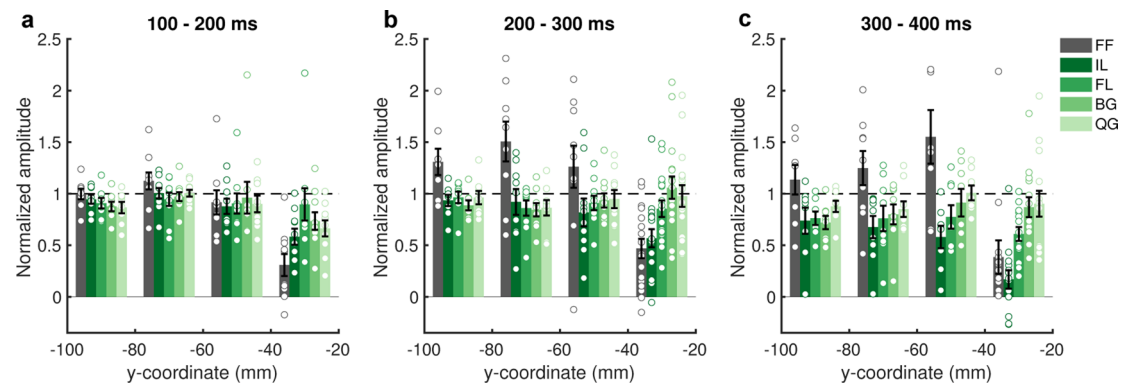 a 100 - 200 ms
b 200 - 300 ms
c 300 - 400 ms
2.5
2
1.5
1
0.5
0
-100 -80 -60 -40 -20
Normalized amplitude
y-coordinate (mm)
2.5
2
1.5
1
0.5
0
-100 -80 -60 -40 -20
Normalized amplitude
y-coordinate (mm)
2.5
2
1.5
1
0.5
0
-100 -80 -60 -40 -20
Normalized amplitude
y-coordinate (mm)
FF
IL
FL
BG
QG